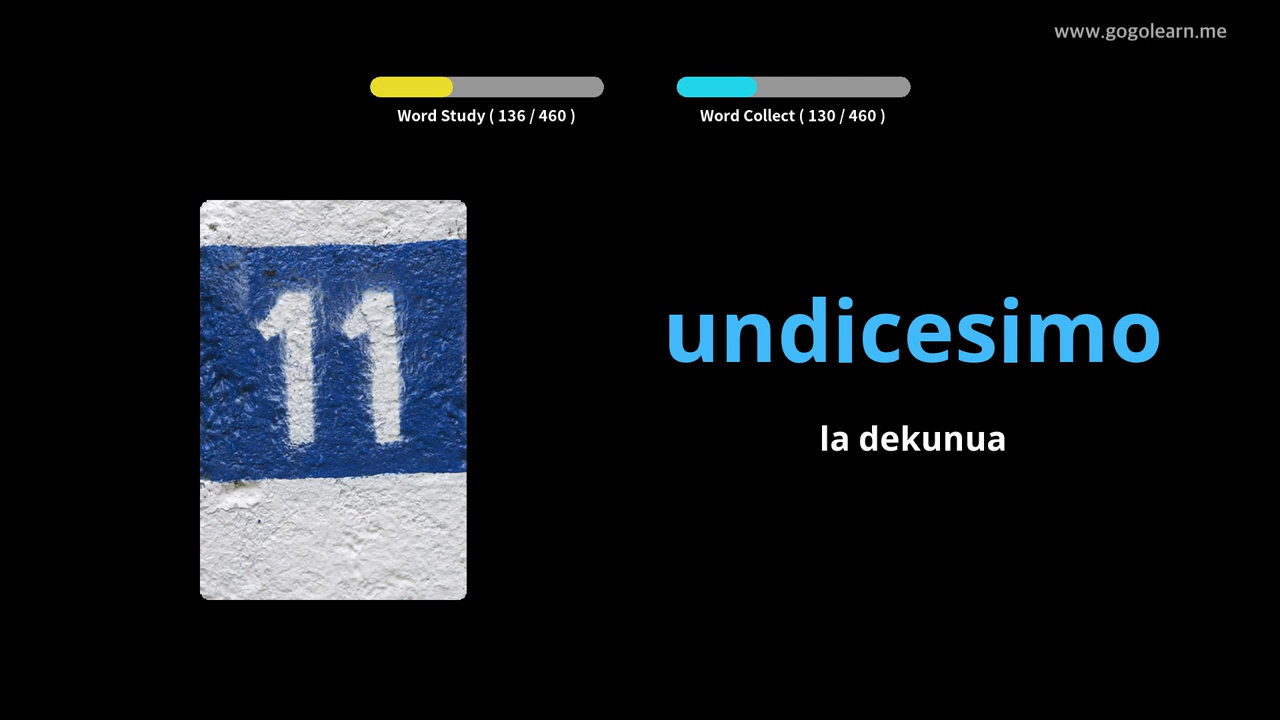 www.gogolearn.me
Word Study ( 136 / 460 )
Word Collect ( 130 / 460 )
11
undicesimo
la dekunua